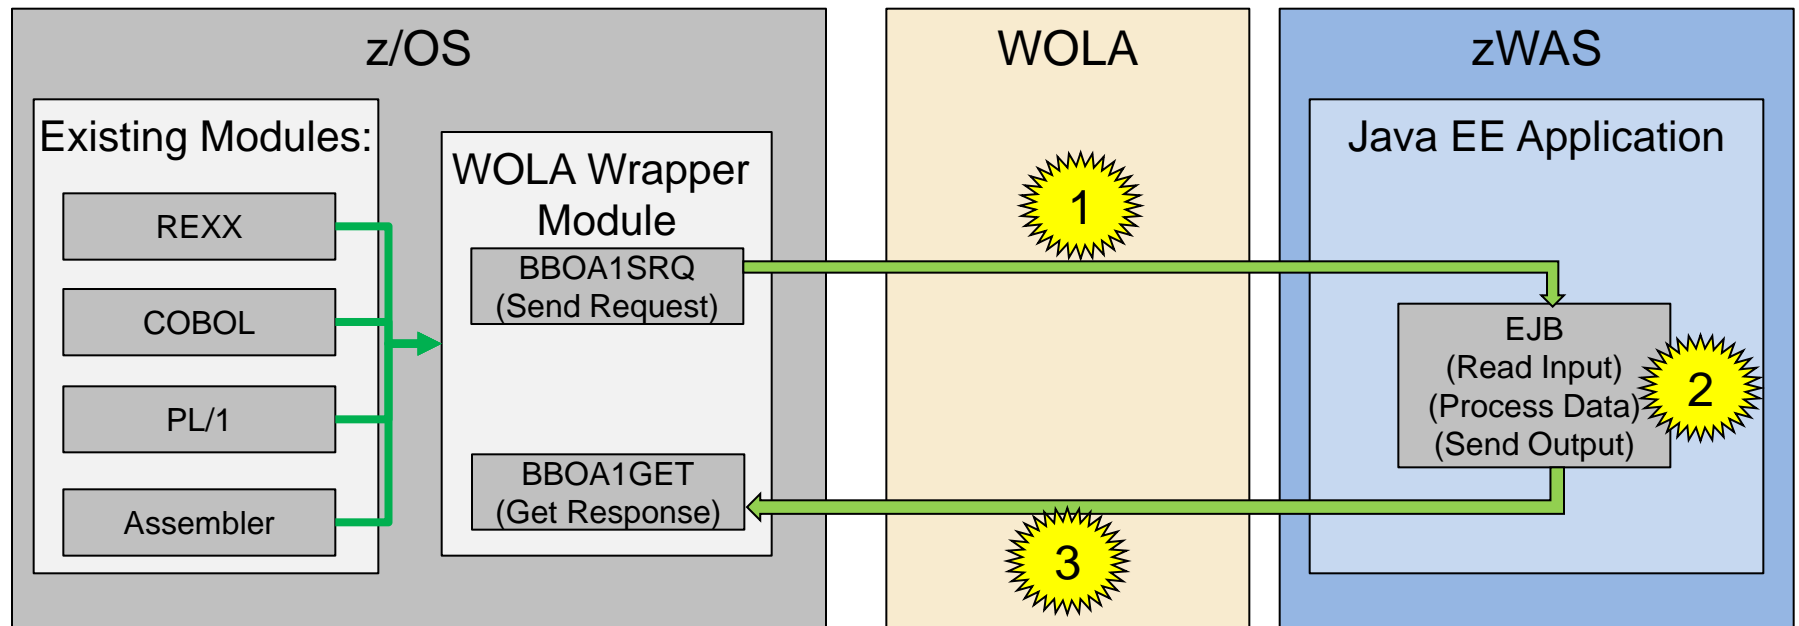 z/OS
Existing Modules:
REXX
COBOL
PL/1
Assembler
WOLA Wrapper
Module
BBOA1SRQ
(Send Request)
BBOA1GET
(Get Response)
WOLA
1
3
zWAS
Java EE Application
EJB
(Read Input)
(Process Data)
(Send Output)
2